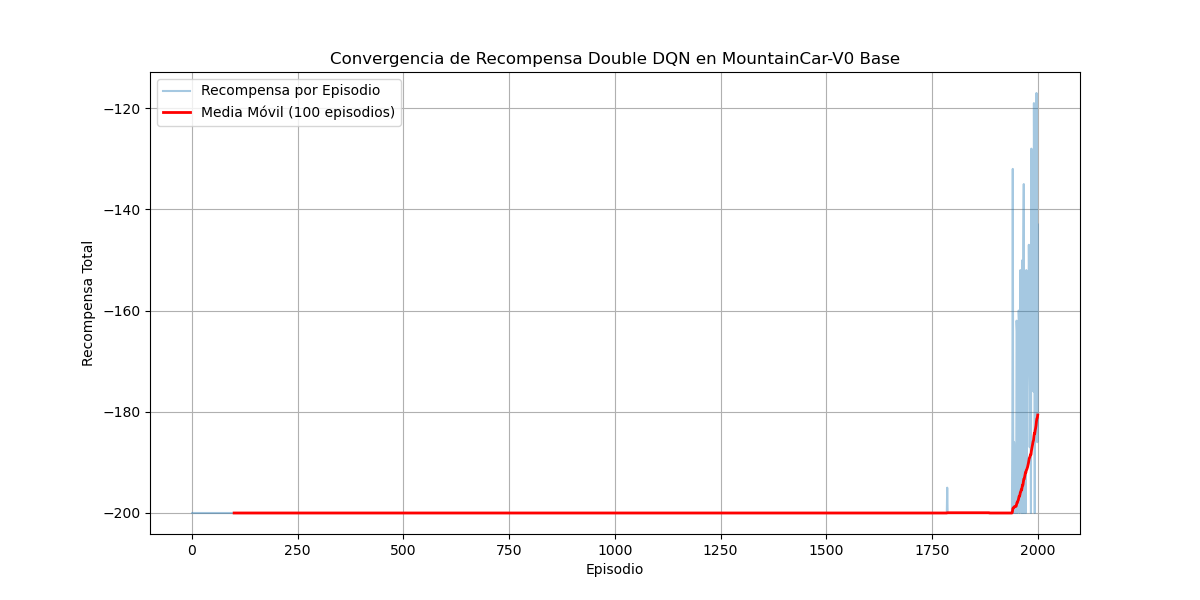 Convergencia de Recompensa Double DQN en MountainCar-V0 Base
Recompensa por Episodio
Media Móvil (100 episodios)
Recompensa Total
−120
−140
−160
−180
−200
0 250 500 750 1000 1250 1500 1750 2000
Episodio